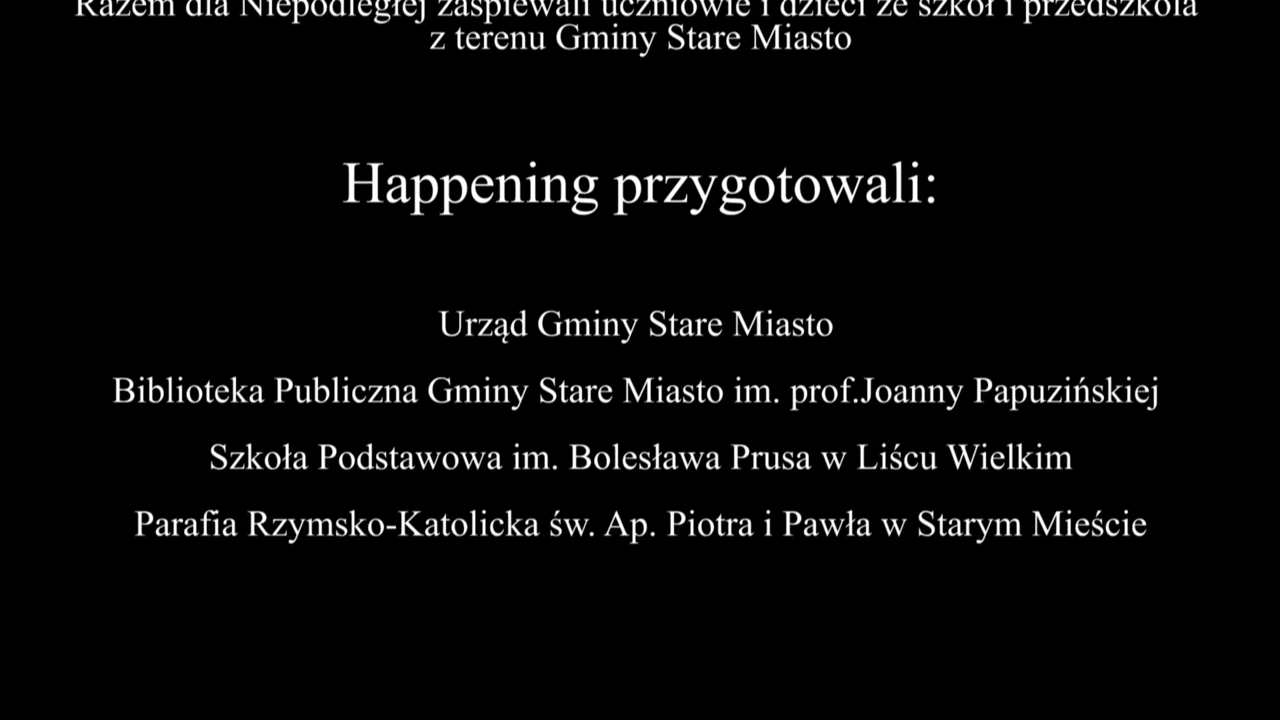 Razem dla Niepodległej zaśpiewali uczniowie i dzieci ze szkół i przedszkola
z terenu Gminy Stare Miasto
Happening przygotowali:
Urząd Gminy Stare Miasto
Biblioteka Publiczna Gminy Stare Miasto im. prof.Joanny Papuzińskiej
Szkoła Podstawowa im. Bolesława Prusa w Liścu Wielkim
Parafia Rzymsko-Katolicka św. Ap. Piotra i Pawła w Starym Mieście